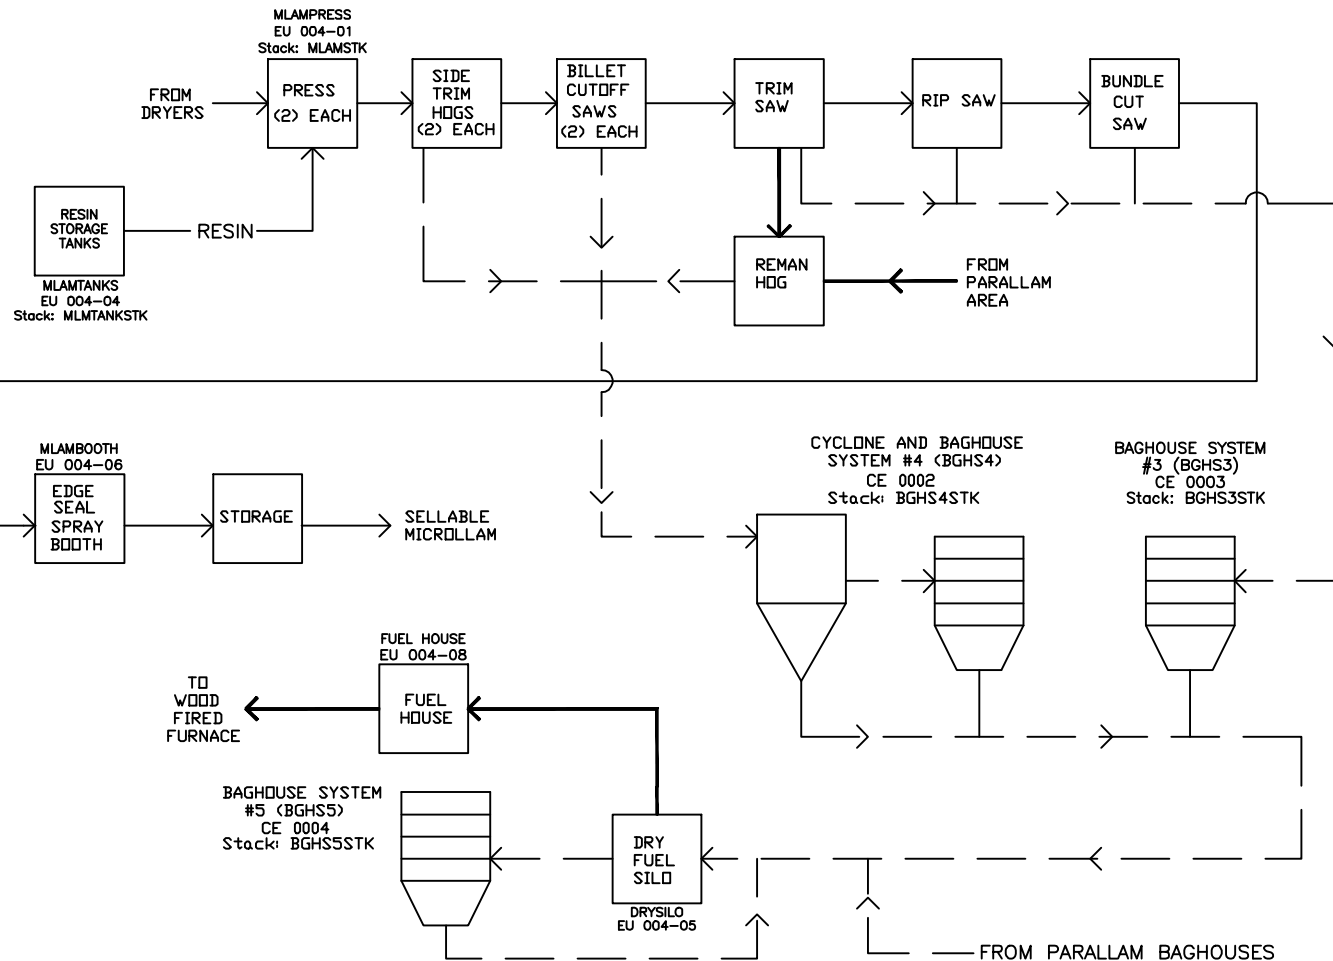 MLAMPRESS
EU 004-01
Stack: MLAMSTK
FROM
DRYERS
PRESS
(2) EACH
SIDE
TRIM
HOGS
(2) EACH
BILLET
CUTOFF
SAWS
(2) EACH
TRIM
SAW
RIP SAW
BUNDLE
CUT
SAW
RESIN
STORAGE
TANKS
RESIN
MLAMTANKS
EU 004-04
Stack: MLMTANKSTK
REMAN
HOG
FROM
PARALLAM
AREA
MLAMBOOTH
EU 004-06
EDGE
SEAL
SPRAY
BOOTH
STORAGE
SELLABLE
MICROLLAM
CYCLONE AND BAGHOUSE
SYSTEM #4 (BGHS4)
CE 0002
Stack: BGHS4STK
BAGHOUSE SYSTEM
#3 (BGHS3)
CE 0003
Stack: BGHS3STK
FUEL HOUSE
EU 004-08
FUEL
HOUSE
TO
WOOD
FIRED
FURNACE
BAGHOUSE SYSTEM
#5 (BGHS5)
CE 0004
Stack: BGHS5STK
DRY
FUEL
SILO
DRYSILO
EU 004-05
FROM PARALLAM BAGHOUSES